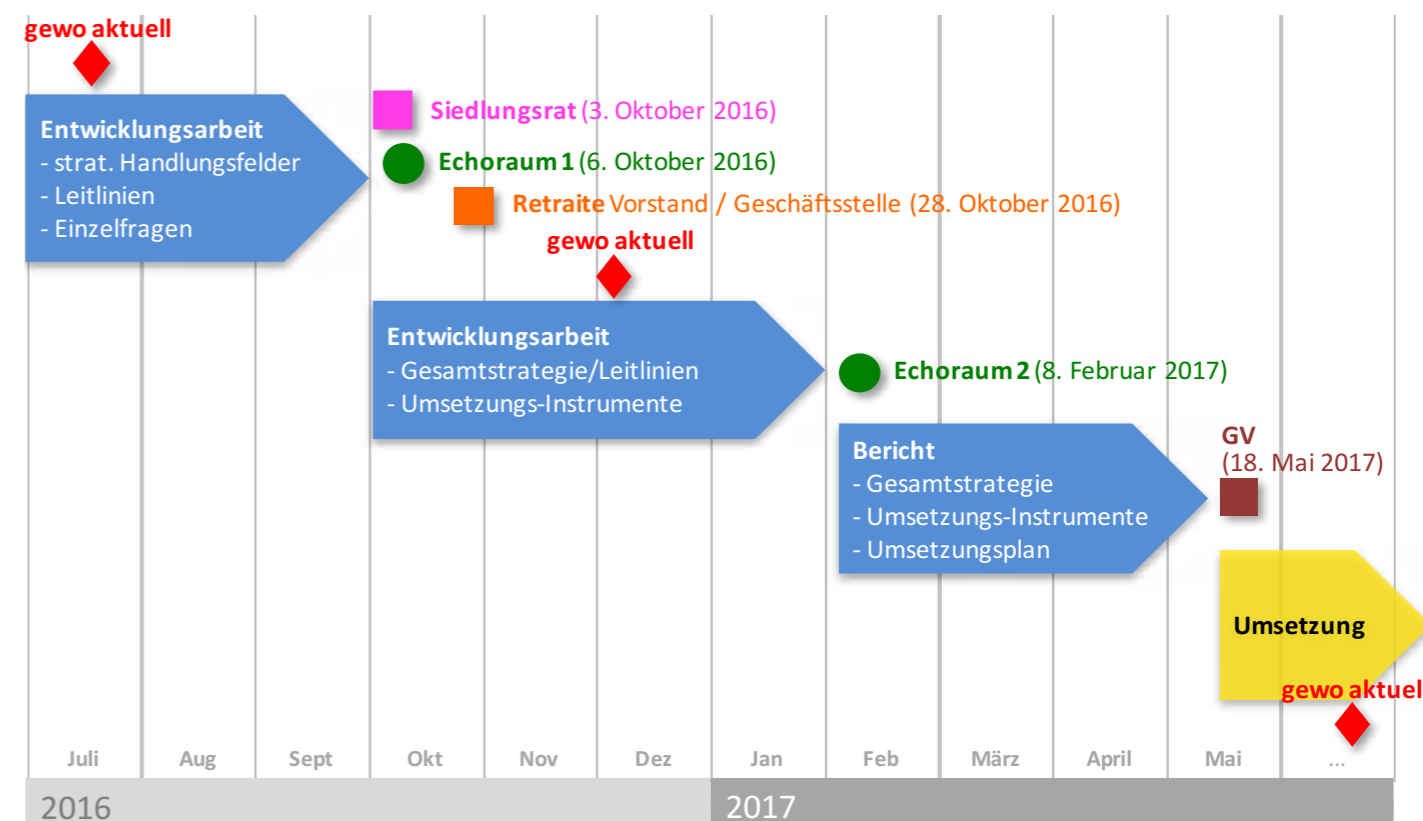 gewo aktuell
Entwicklungsarbeit
- strat. Handlungsfelder
- Leitlinien
- Einzelfragen
Siedlungsrat (3. Oktober 2016)
Echoraum 1 (6. Oktober 2016)
Retraite Vorstand / Geschäftsstelle (28. Oktober 2016)
gewo aktuell
Entwicklungsarbeit
- Gesamtstrategie/Leitlinien
- Umsetzungs-Instrumente
Echoraum 2 (8. Februar 2017)
Bericht
- Gesamtstrategie
- Umsetzungs-Instrumente
- Umsetzungsplan
GV
(18. Mai 2017)
Umsetzung
gewo aktuel
Juli Aug Sept Okt Nov Dez Jan Feb März April Mai ...
2016 2017